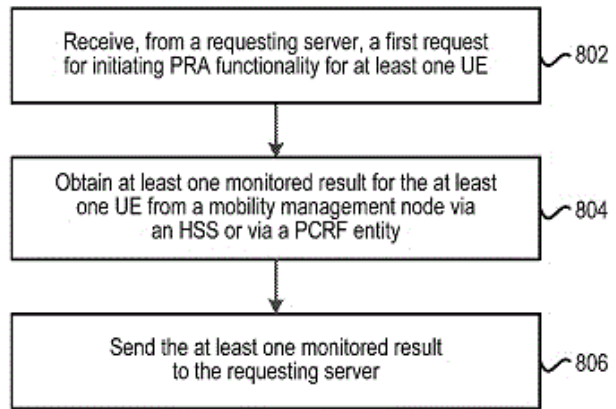 Receive, from a requesting server, a first request
for initiating PRA functionality for at least one UE
802
Obtain at least one monitored result for the at least
one UE from a mobility management node via
an HSS or via a PCRF entity
804
Send the at least one monitored result
to the requesting server
806